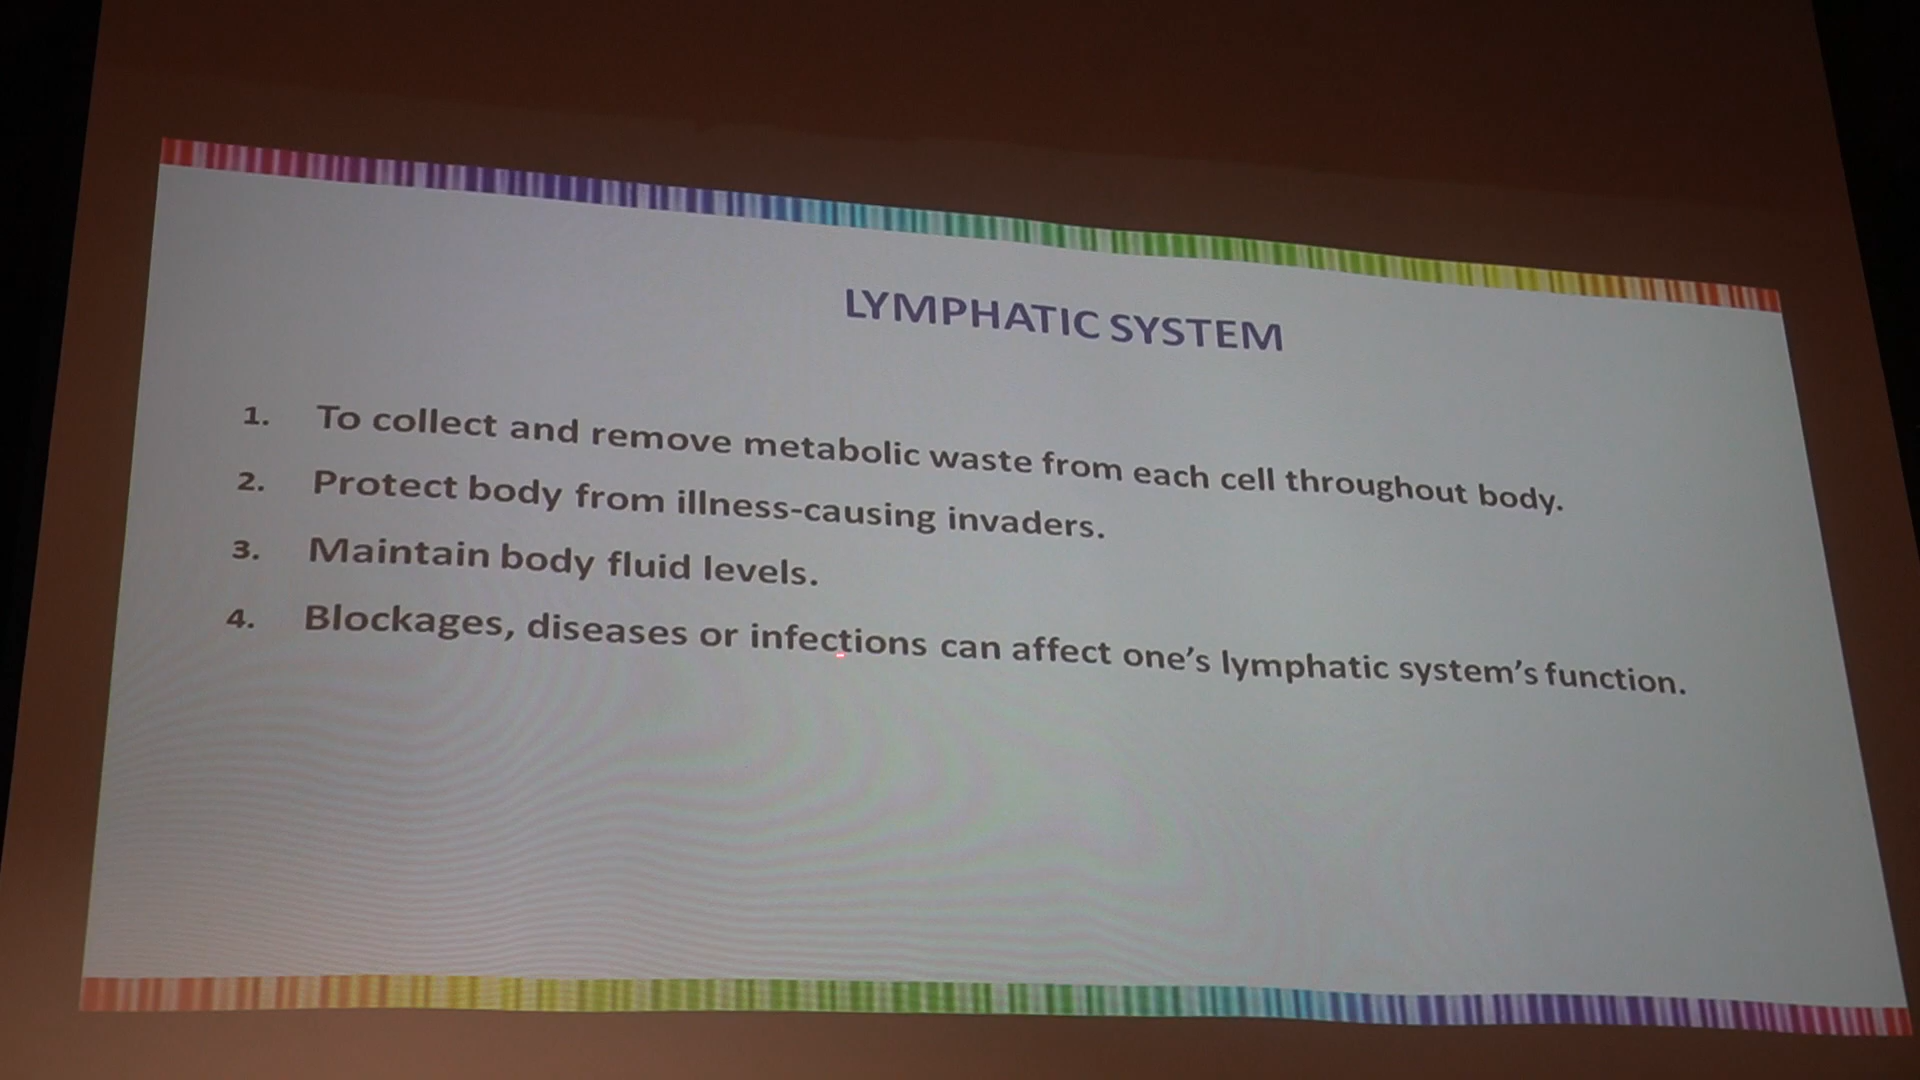 LYMPHATIC SYSTEM
1. To collect and remove metabolic waste from each cell throughout body.
2. Protect body from illness-causing invaders.
3. Maintain body fluid levels.
4. Blockages, diseases or infections can affect one’s lymphatic system’s function.